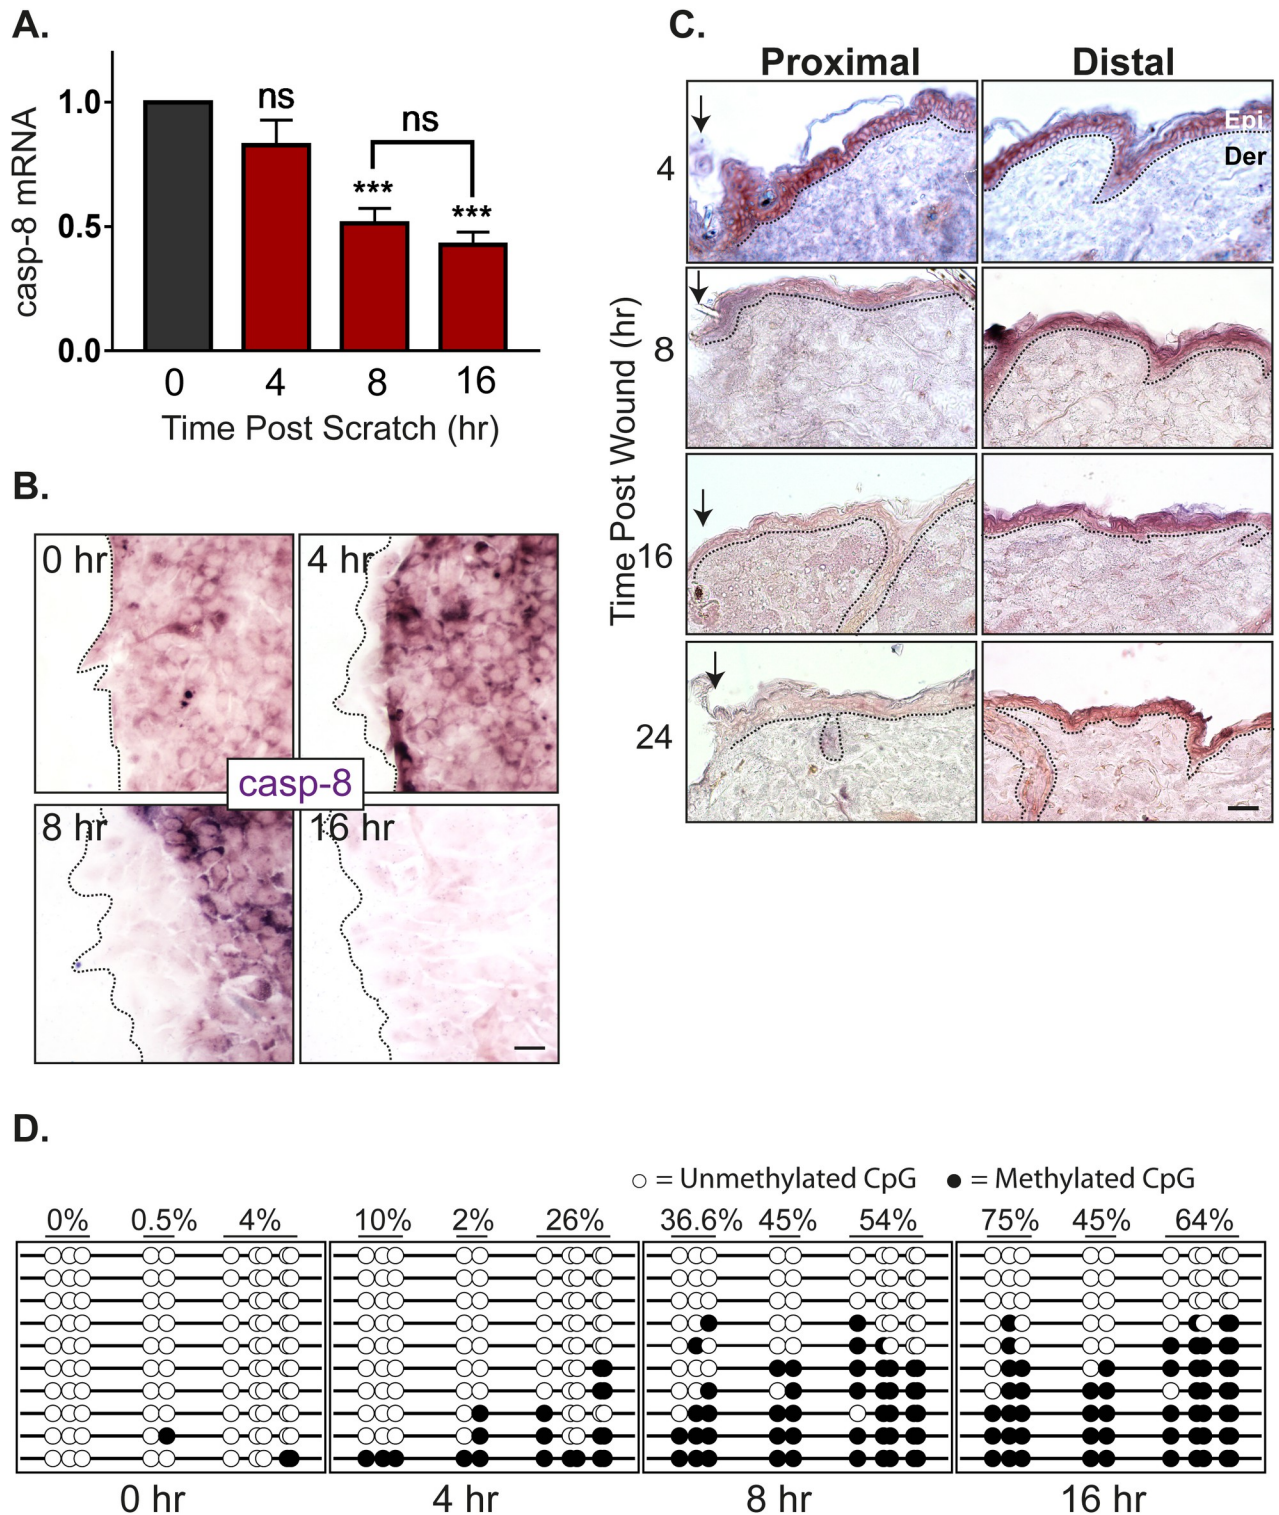 A.
casp-8 mRNA
1.0
0.5
0.0
ns
***
ns
***
0
4
8
16
Time Post Scratch (hr)
B.
0 hr
4 hr
casp-8
8 hr
16 hr
C.
Proximal
Distal
Time Post Wound (hr)
4
Epi
Der
8
16
24
D.
= Unmethylated CpG
= Methylated CpG
0% 0.5% 4%
10% 2% 26%
36.6% 45% 54%
75% 45% 64%
0 hr
4 hr
8 hr
16 hr